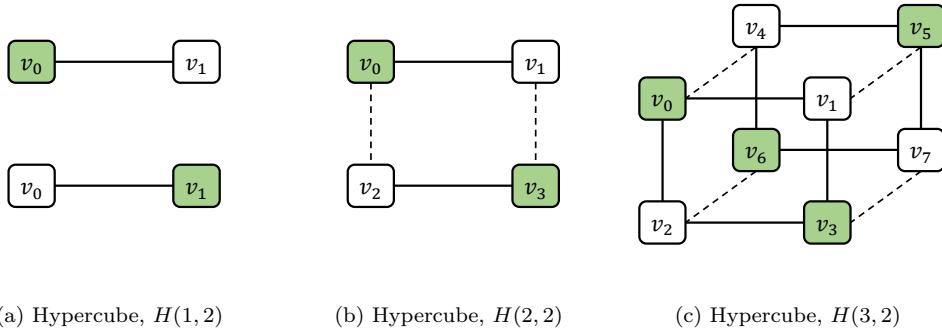 v₀ v₁
v₀ v₁
v₀ v₁
v₂ v₃
v₄ v₅
v₀ v₁
v₆ v₇
v₂ v₃
(a) Hypercube, H(1, 2)
(b) Hypercube, H(2, 2)
(c) Hypercube, H(3, 2)